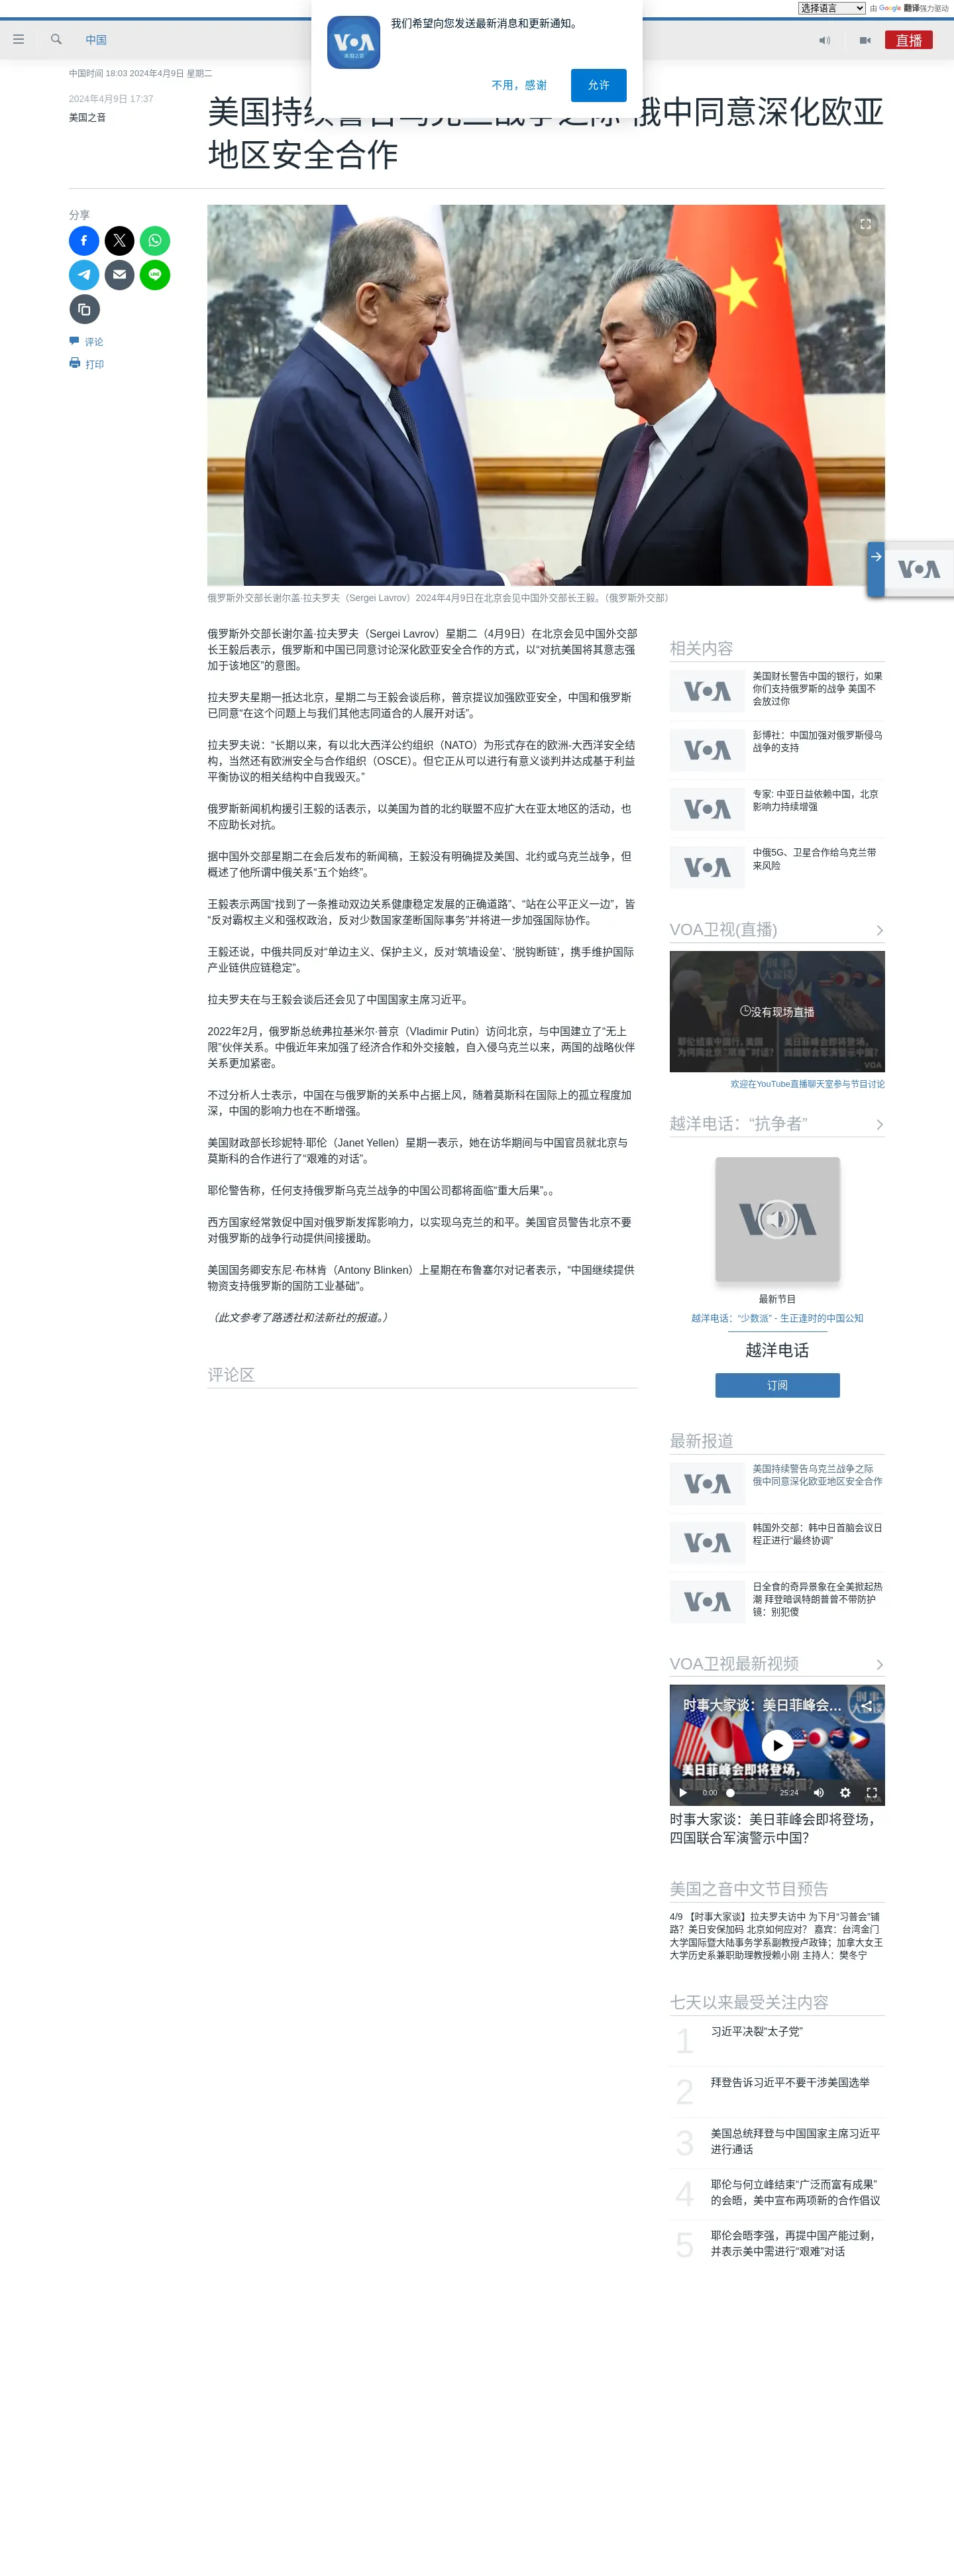 选择语言
由 Google 翻译强力驱动
我们希望向您发送最新消息和更新通知。
VOA
美国之音
不用，感谢
允许
中国
直播
中国时间 18:03 2024年4月9日 星期二
2024年4月9日 17:37
美国之音
俄中同意深化欧亚
地区安全合作
分享
评论
打印
俄罗斯外交部长谢尔盖·拉夫罗夫（Sergei Lavrov）2024年4月9日在北京会见中国外交部长王毅。（俄罗斯外交部）
VOA
俄罗斯外交部长谢尔盖·拉夫罗夫（Sergei Lavrov）星期二（4月9日）在北京会见中国外交部
长王毅后表示，俄罗斯和中国已同意讨论深化欧亚安全合作的方式，以“对抗美国将其意志强
加于该地区”的意图。
拉夫罗夫星期一抵达北京，星期二与王毅会谈后称，普京提议加强欧亚安全，中国和俄罗斯
已同意“在这个问题上与我们其他志同道合的人展开对话”。
拉夫罗夫说：“长期以来，有以北大西洋公约组织（NATO）为形式存在的欧洲-大西洋安全结
构，当然还有欧洲安全与合作组织（OSCE）。但它正从可以进行有意义谈判并达成基于利益
平衡协议的相关结构中自我毁灭。”
俄罗斯新闻机构援引王毅的话表示，以美国为首的北约联盟不应扩大在亚太地区的活动，也
不应助长对抗。
据中国外交部星期二在会后发布的新闻稿，王毅没有明确提及美国、北约或乌克兰战争，但
概述了他所谓中俄关系“五个始终”。
王毅表示两国“找到了一条推动双边关系健康稳定发展的正确道路”、“站在公平正义一边”，皆
“反对霸权主义和强权政治，反对少数国家垄断国际事务”并将进一步加强国际协作。
王毅还说，中俄共同反对“单边主义、保护主义，反对‘筑墙设垒’、‘脱钩断链’，携手维护国际
产业链供应链稳定”。
拉夫罗夫在与王毅会谈后还会见了中国国家主席习近平。
2022年2月，俄罗斯总统弗拉基米尔·普京（Vladimir Putin）访问北京，与中国建立了“无上
限”伙伴关系。中俄近年来加强了经济合作和外交接触，自入侵乌克兰以来，两国的战略伙伴
关系更加紧密。
不过分析人士表示，中国在与俄罗斯的关系中占据上风，随着莫斯科在国际上的孤立程度加
深，中国的影响力也在不断增强。
美国财政部长珍妮特·耶伦（Janet Yellen）星期一表示，她在访华期间与中国官员就北京与
莫斯科的合作进行了“艰难的对话”。
耶伦警告称，任何支持俄罗斯乌克兰战争的中国公司都将面临“重大后果”。。
西方国家经常敦促中国对俄罗斯发挥影响力，以实现乌克兰的和平。美国官员警告北京不要
对俄罗斯的战争行动提供间接援助。
美国国务卿安东尼·布林肯（Antony Blinken）上星期在布鲁塞尔对记者表示，“中国继续提供
物资支持俄罗斯的国防工业基础”。
（此文参考了路透社和法新社的报道。）
评论区
相关内容
VOA
美国财长警告中国的银行，如果
你们支持俄罗斯的战争 美国不
会放过你
VOA
彭博社：中国加强对俄罗斯侵乌
战争的支持
VOA
专家: 中亚日益依赖中国，北京
影响力持续增强
VOA
中俄5G、卫星合作给乌克兰带
来风险
VOA卫视(直播)
没有现场直播
欢迎在YouTube直播聊天室参与节目讨论
越洋电话：“抗争者”
VOA
最新节目
越洋电话：“少数派” - 生正逢时的中国公知
越洋电话
订阅
最新报道
VOA
美国持续警告乌克兰战争之际
俄中同意深化欧亚地区安全合作
VOA
韩国外交部：韩中日首脑会议日
程正进行“最终协调”
VOA
日全食的奇异景象在全美掀起热
潮 拜登暗讽特朗普曾不带防护
镜：别犯傻
VOA卫视最新视频
时事大家谈：美日菲峰会…
美日菲峰会即将登场，
0:00
25:24
时事大家谈：美日菲峰会即将登场，
四国联合军演警示中国？
美国之音中文节目预告
4/9 【时事大家谈】拉夫罗夫访中 为下月“习普会”铺
路？美日安保加码 北京如何应对？ 嘉宾：台湾金门
大学国际暨大陆事务学系副教授卢政锋；加拿大女王
大学历史系兼职助理教授赖小刚 主持人：樊冬宁
七天以来最受关注内容
1
习近平决裂“太子党”
2
拜登告诉习近平不要干涉美国选举
3
美国总统拜登与中国国家主席习近平
进行通话
4
耶伦与何立峰结束“广泛而富有成果”
的会晤，美中宣布两项新的合作倡议
5
耶伦会晤李强，再提中国产能过剩，
并表示美中需进行“艰难”对话